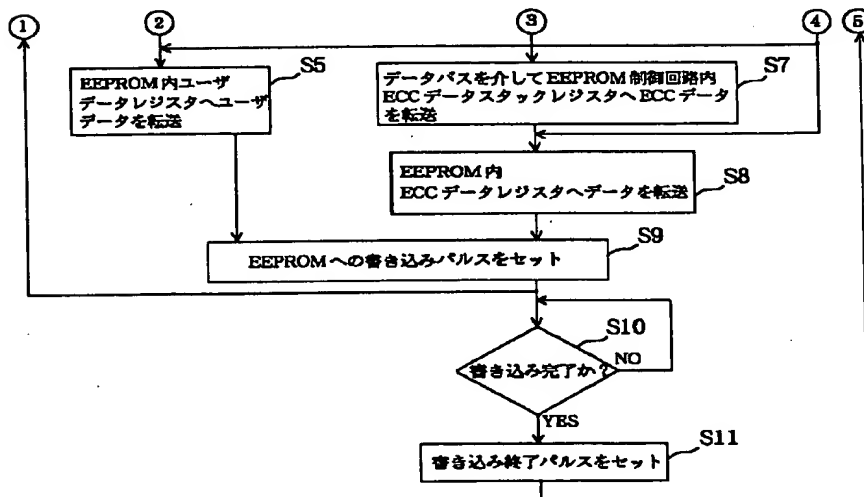 ① ② ③ ④ ⑤
S5
EEPROM内ユーザ
データレジスタへユーザ
データを転送
S7
データバスを介してEEPROM制御回路内
ECCデータスタックレジスタへECCデータ
を転送
S8
EEPROM内
ECCデータレジスタへデータを転送
S9
EEPROMへの書き込みパルスをセット
S10
書き込み完了か?
NO
YES
S11
書き込み終了パルスをセット